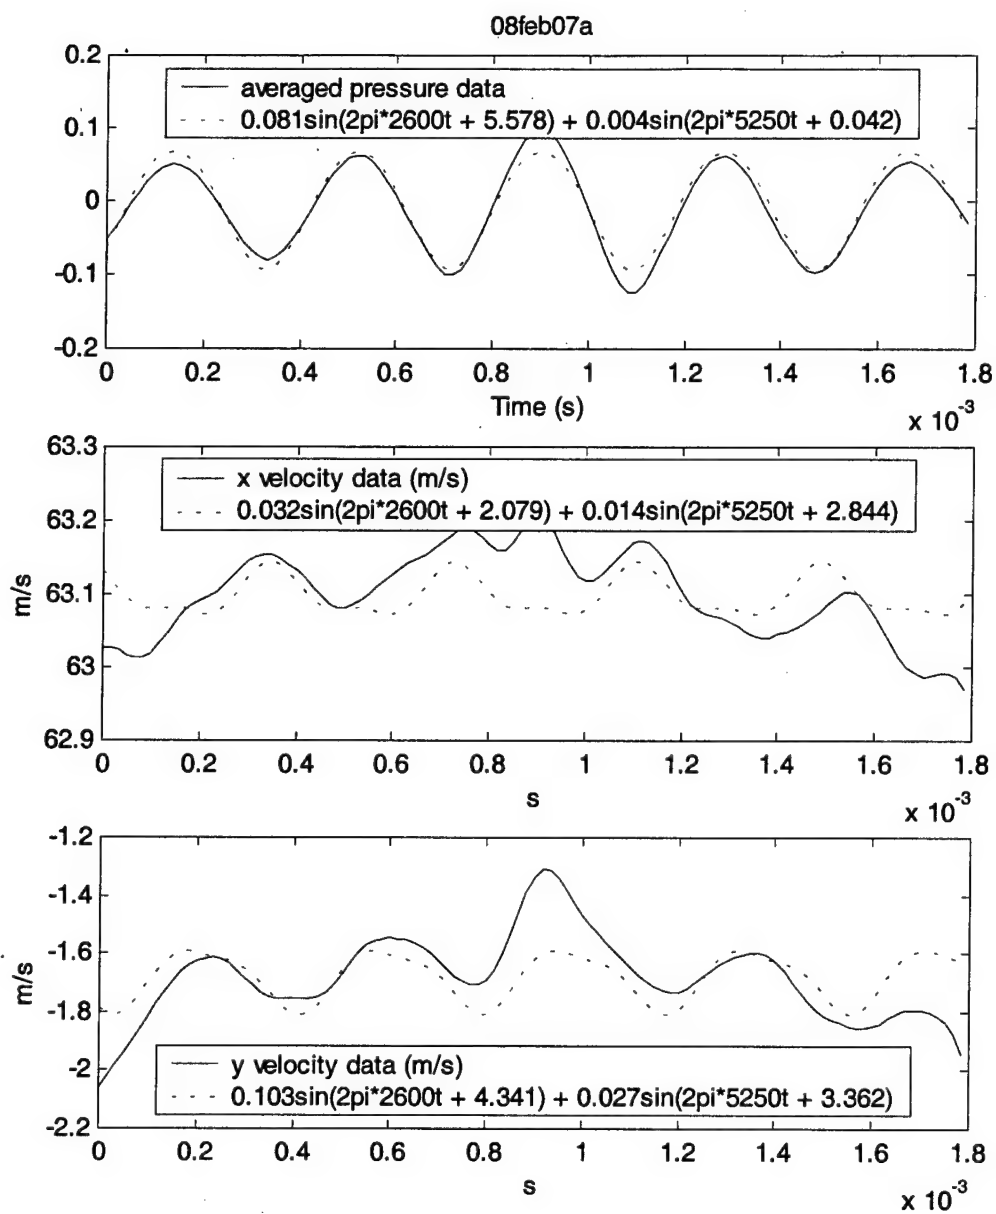 08feb07a
0.2
averaged pressure data
0.081sin(2pi*2600t + 5.578) + 0.004sin(2pi*5250t + 0.042)
0.1
0
-0.1
-0.2
0 0.2 0.4 0.6 0.8 1 1.2 1.4 1.6 1.8
Time (s)
x 10-3
63.3
x velocity data (m/s)
0.032sin(2pi*2600t + 2.079) + 0.014sin(2pi*5250t + 2.844)
63.2
m/s
63.1
63
62.9
0 0.2 0.4 0.6 0.8 1 1.2 1.4 1.6 1.8
s
x 10-3
-1.2
-1.4
-1.6
m/s
-1.8
-2
y velocity data (m/s)
0.103sin(2pi*2600t + 4.341) + 0.027sin(2pi*5250t + 3.362)
-2.2
0 0.2 0.4 0.6 0.8 1 1.2 1.4 1.6 1.8
s
x 10-3